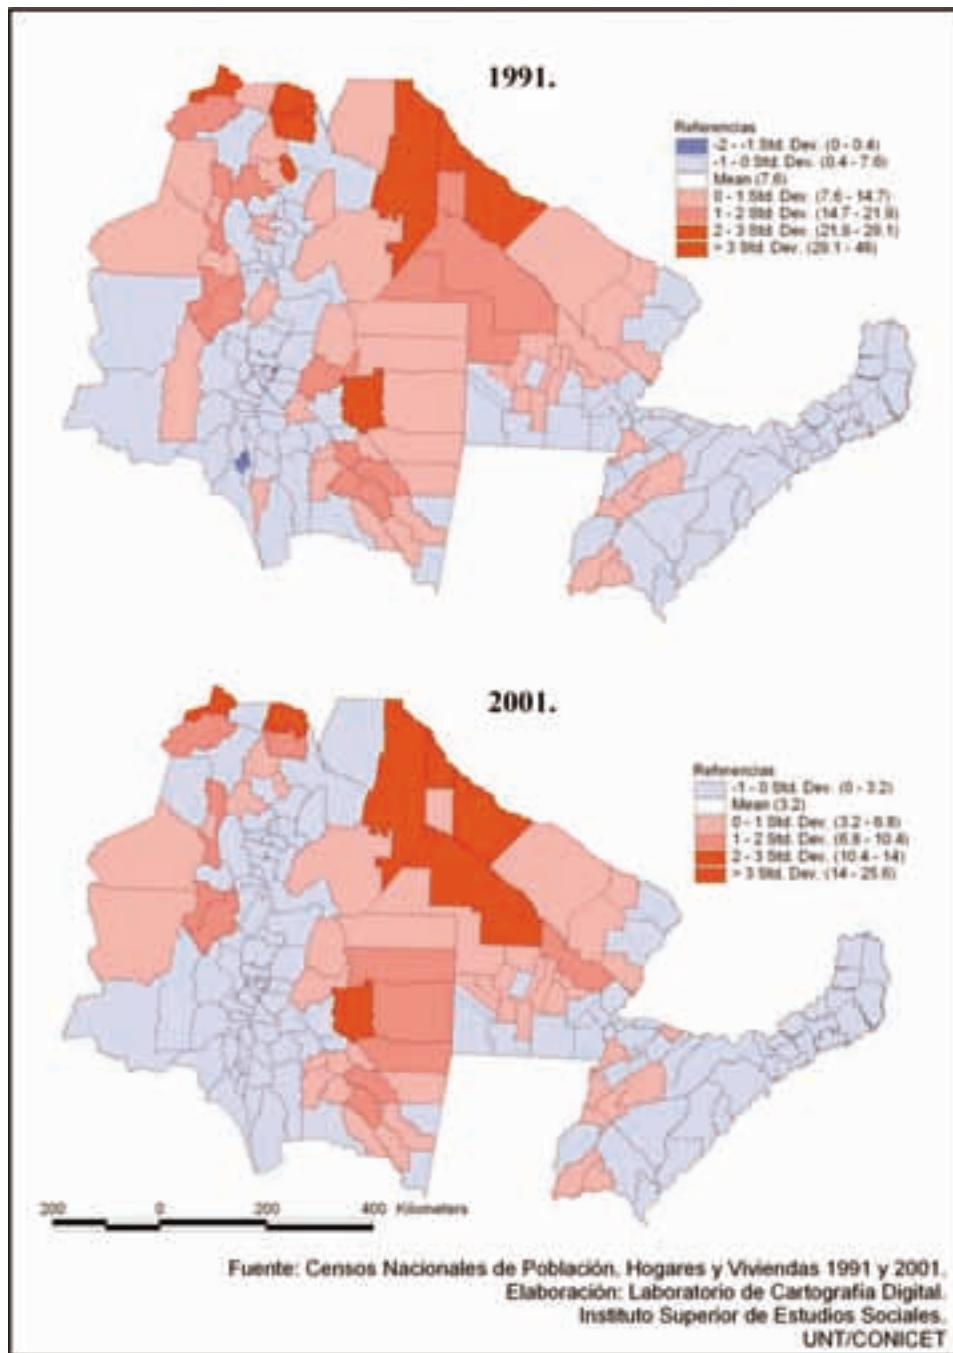 1991.
Referencias
-2 - -1 Std. Dev. (0 - 0.4)
-1 - 0 Std. Dev. (0.4 - 7.6)
Mean (7.6)
0 - 1 Std. Dev. (7.6 - 14.7)
1 - 2 Std. Dev. (14.7 - 21.9)
2 - 3 Std. Dev. (21.9 - 29.1)
> 3 Std. Dev. (29.1 - 46)
2001.
Referencias
-1 - 0 Std. Dev. (0 - 3.2)
Mean (3.2)
0 - 1 Std. Dev. (3.2 - 6.8)
1 - 2 Std. Dev. (6.8 - 10.4)
2 - 3 Std. Dev. (10.4 - 14)
> 3 Std. Dev. (14 - 25.6)
200 0 200 400 Kilometers
Fuente: Censos Nacionales de Población, Hogares y Viviendas 1991 y 2001.
Elaboración: Laboratorio de Cartografía Digital.
Instituto Superior de Estudios Sociales.
UNT/CONICET